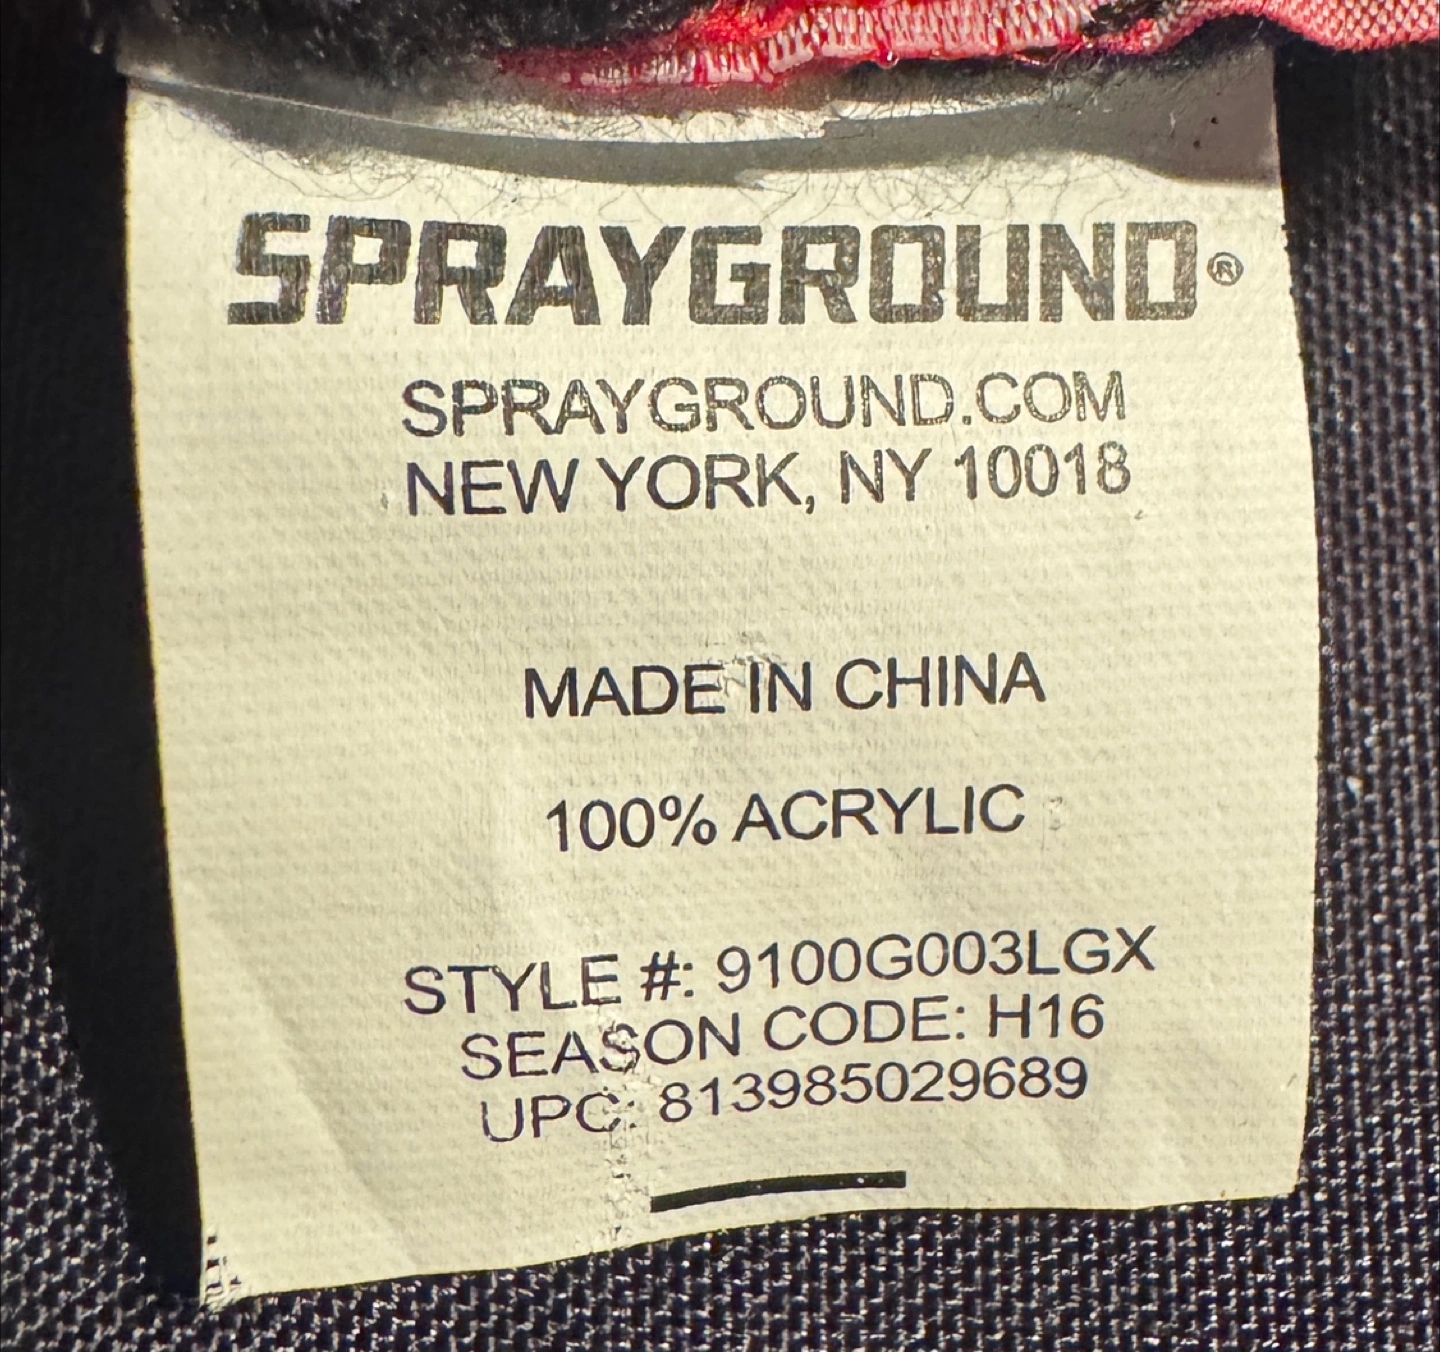 SPRAYGROUND®
SPRAYGROUND.COM
NEW YORK, NY 10018
MADE IN CHINA
100% ACRYLIC
STYLE #: 9100G003LGX
SEASON CODE: H16
UPC: 813985029689